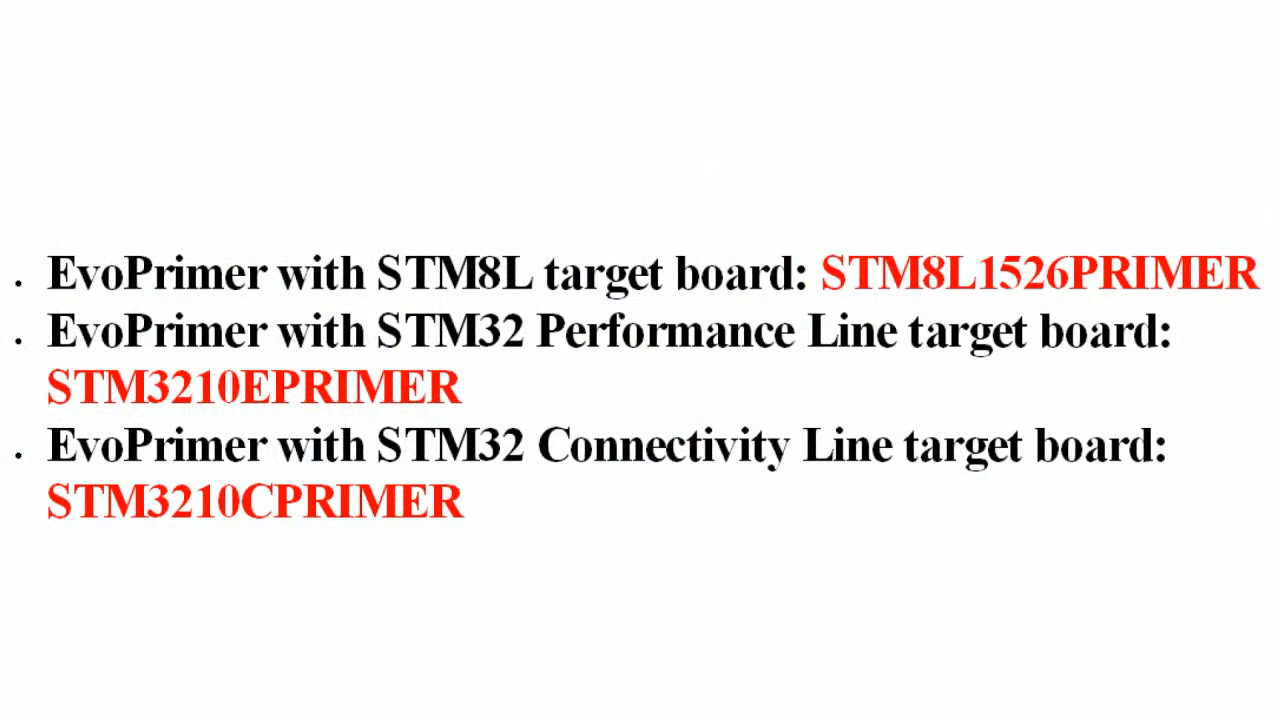 • EvoPrimer with STM8L target board: STM8L1526PRIMER
• EvoPrimer with STM32 Performance Line target board:
STM3210EPRIMER
• EvoPrimer with STM32 Connectivity Line target board:
STM3210CPRIMER